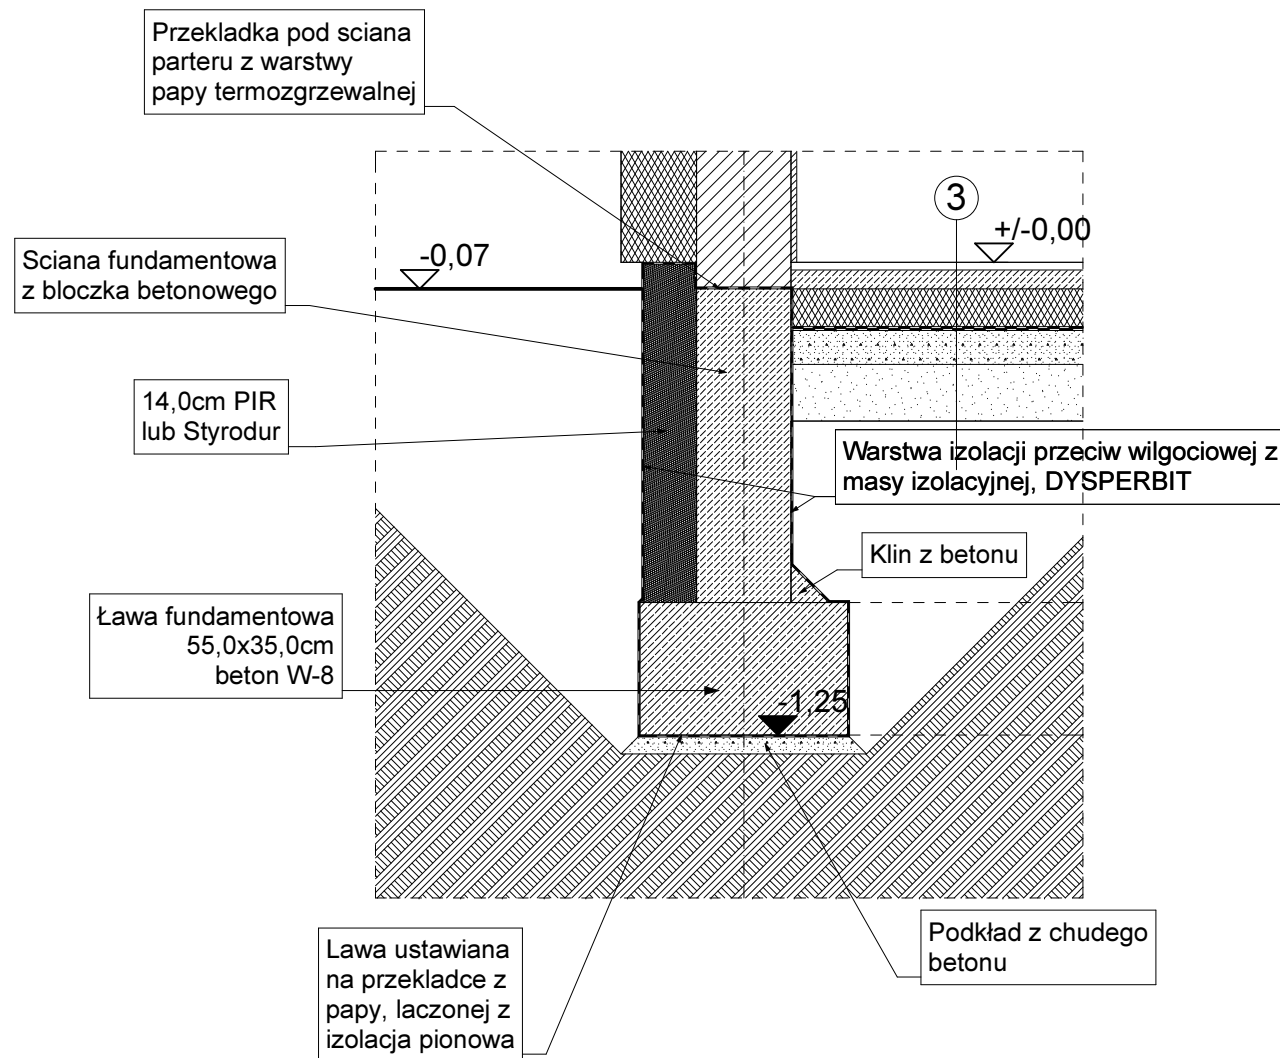 Przekladka pod sciana
parteru z warstwy
papy termozgrzewalnej
3
+/-0,00
-0,07
Sciana fundamentowa
z bloczka betonowego
14,0cm PIR
lub Styrodur
Warstwa izolacji przeciw wilgociowej z
masy izolacyjnej, DYSPERBIT
Klin z betonu
Ława fundamentowa
55,0x35,0cm
beton W-8
-1,25
Podkład z chudego
betonu
Lawa ustawiana
na przekladce z
papy, laczonej z
izolacja pionowa